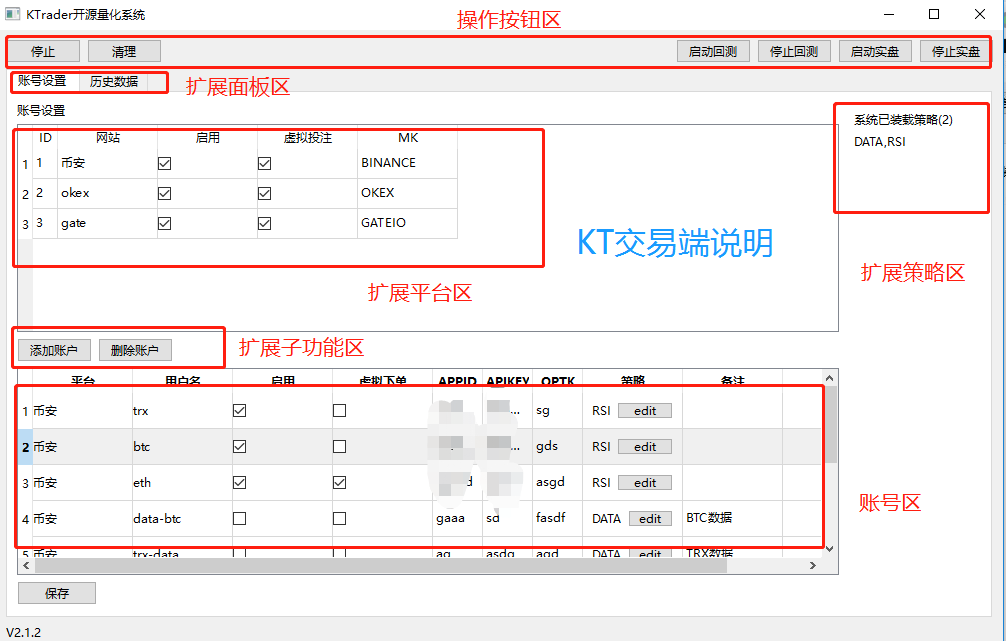 KTrader开源量化系统
操作按钮区
停止 清理 启动回测 停止回测 启动实盘 停止实盘
账号设置 历史数据
扩展面板区
账号设置
系统已装载策略(2)
DATA,RSI
ID 网站 启用 虚拟投注 MK
1 1 币安 BINANCE
2 2 okex OKEX
3 3 gate GATEIO
KT交易端说明
扩展策略区
扩展平台区
添加账户 删除账户
扩展子功能区
平台 用户名 启用 虚拟下单 APPID APIKEY OPTK 策略 备注
1 币安 trx ... sg RSI edit
2 币安 btc ... gds RSI edit
3 币安 eth d asgd RSI edit
4 币安 data-btc gaaa sd fasdf DATA edit BTC数据
5 币安 trx-data ag asdg agd DATA edit TRX数据
账号区
保存
V2.1.2